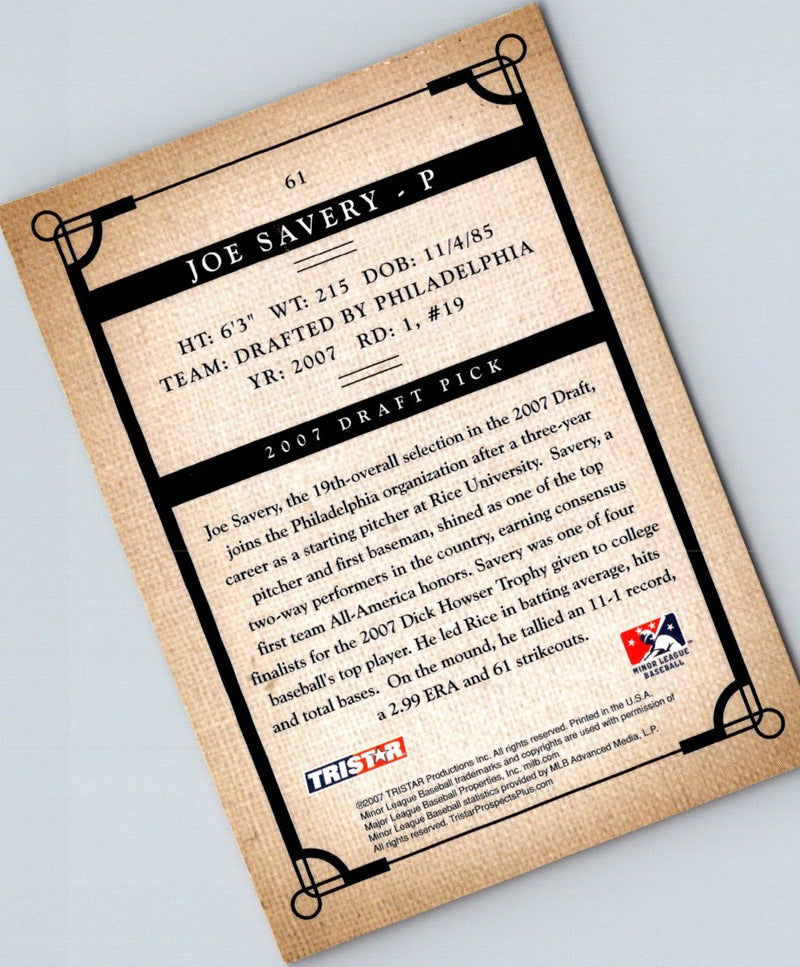 61
JOE SAVERY - P
HT: 6'3" WT: 215 DOB: 11/4/85
TEAM: DRAFTED BY PHILADELPHIA
YR: 2007 RD: 1, #19
2007 DRAFT PICK
Joe Savery, the 19th-overall selection in the 2007 Draft,
joins the Philadelphia organization after a three-year
career as a starting pitcher at Rice University. Savery, a
pitcher and first baseman, shined as one of the top
two-way performers in the country, earning consensus
first team All-America honors. Savery was one of four
finalists for the 2007 Dick Howser Trophy given to college
baseball's top player. He led Rice in batting average, hits
and total bases. On the mound, he tallied an 11-1 record,
a 2.99 ERA and 61 strikeouts.
MINOR LEAGUE
BASEBALL
TM
TRISTAR
©2007 TRISTAR Productions Inc. All rights reserved. Printed in the U.S.A.
Minor League Baseball trademarks and copyrights are used with permission of
Major League Baseball Properties, Inc. milb.com
Minor League Baseball statistics provided by MLB Advanced Media, L.P.
All rights reserved. TristarProspectsPlus.com